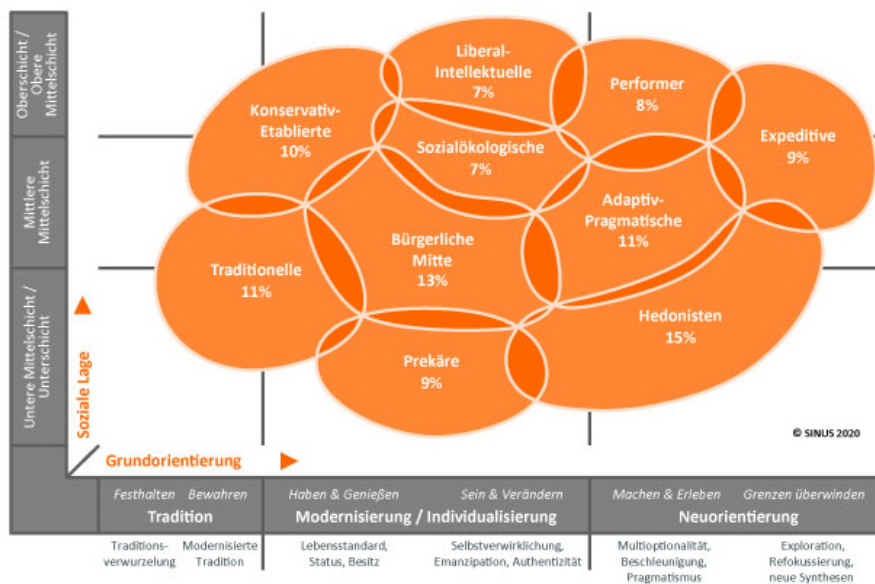 Oberschicht /
Obere
Mittelschicht
Mittlere
Mittelschicht
Untere Mittelschicht /
Unterschicht
Soziale Lage
Liberal-
Intellektuelle
7%
Performer
8%
Konservativ-
Etablierte
10%
Expeditive
9%
Sozialökologische
7%
Adaptiv-
Pragmatische
11%
Bürgerliche
Mitte
13%
Traditionelle
11%
Hedonisten
15%
Prekäre
9%
© SINUS 2020
Grundorientierung
Festhalten Bewahren
Tradition
Haben & Genießen Sein & Verändern
Modernisierung / Individualisierung
Machen & Erleben Grenzen überwinden
Neuorientierung
Traditions-
verwurzelung
Modernisierte
Tradition
Lebensstandard,
Status, Besitz
Selbstverwirklichung,
Emanzipation, Authentizität
Multioptionalität,
Beschleunigung,
Pragmatismus
Exploration,
Refokussierung,
neue Synthesen